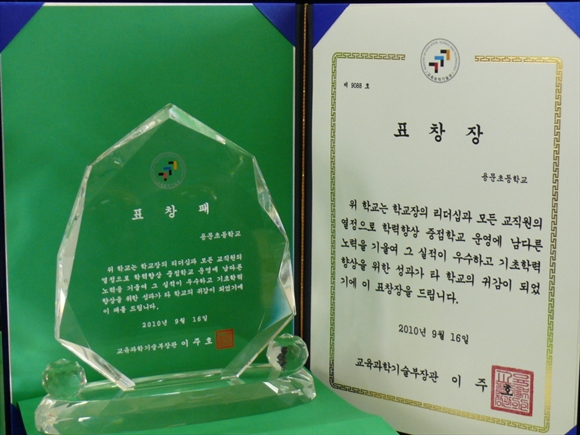 표 창 패
용문초등학교
위 학교는 학교장의 리더십과 모든 교직원의
열정으로 학력향상 중점학교 운영에 남다른
노력을 기울여 그 실적이 우수하고 기초학력
향상을 위한 성과가 타 학교의 귀감이 되었기에
이 패를 드립니다.
2010년 9월 16일
교육과학기술부장관 이 주 호
제 9088 호
표 창 장
용문초등학교
위 학교는 학교장의 리더십과 모든 교직원의
열정으로 학력향상 중점학교 운영에 남다른
노력을 기울여 그 실적이 우수하고 기초학력
향상을 위한 성과가 타 학교의 귀감이 되었
기에 이 표창장을 드립니다.
2010년 9월 16일
교육과학기술부장관 이 주 호